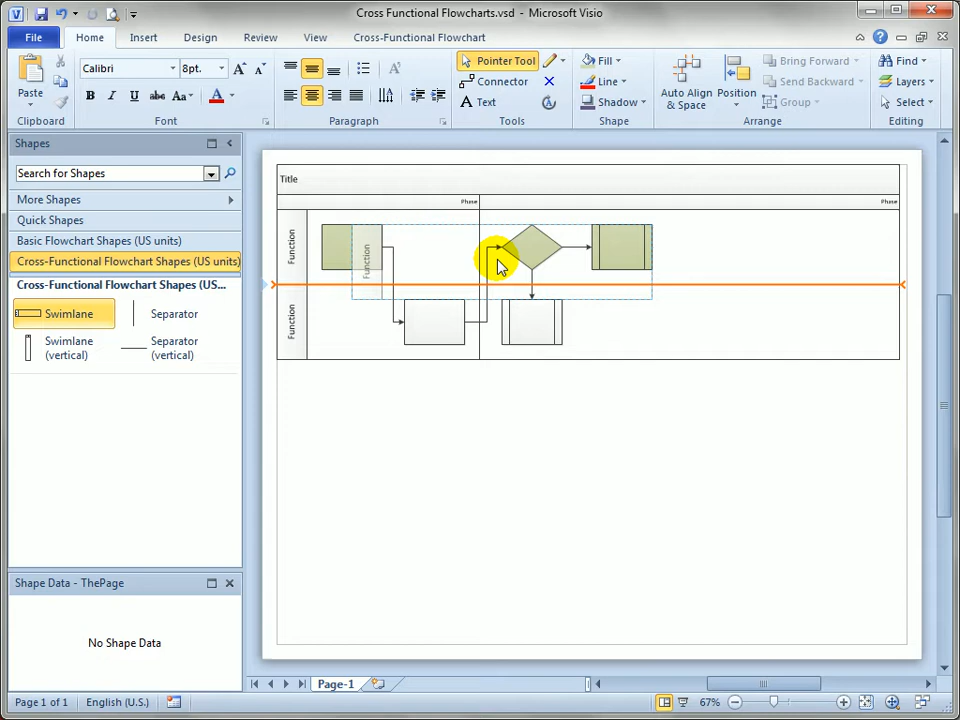 Cross Functional Flowcharts.vsd - Microsoft Visio
File Home Insert Design Review View Cross-Functional Flowchart
Paste
Clipboard
Calibri 8pt.
B I U abc Aa A
Font
Paragraph
Pointer Tool
Connector
A Text
Tools
Fill
Line
Shadow
Shape
Auto Align & Space
Position
Bring Forward
Send Backward
Group
Arrange
Find
Layers
Select
Editing
Shapes
Search for Shapes
More Shapes
Quick Shapes
Basic Flowchart Shapes (US units)
Cross-Functional Flowchart Shapes (US units)
Cross-Functional Flowchart Shapes (US...
Swimlane
Separator
Swimlane (vertical)
Separator (vertical)
Shape Data - ThePage
No Shape Data
Title
Phase Phase
Function
Function
Function
Page-1
Page 1 of 1 English (U.S.) 67%